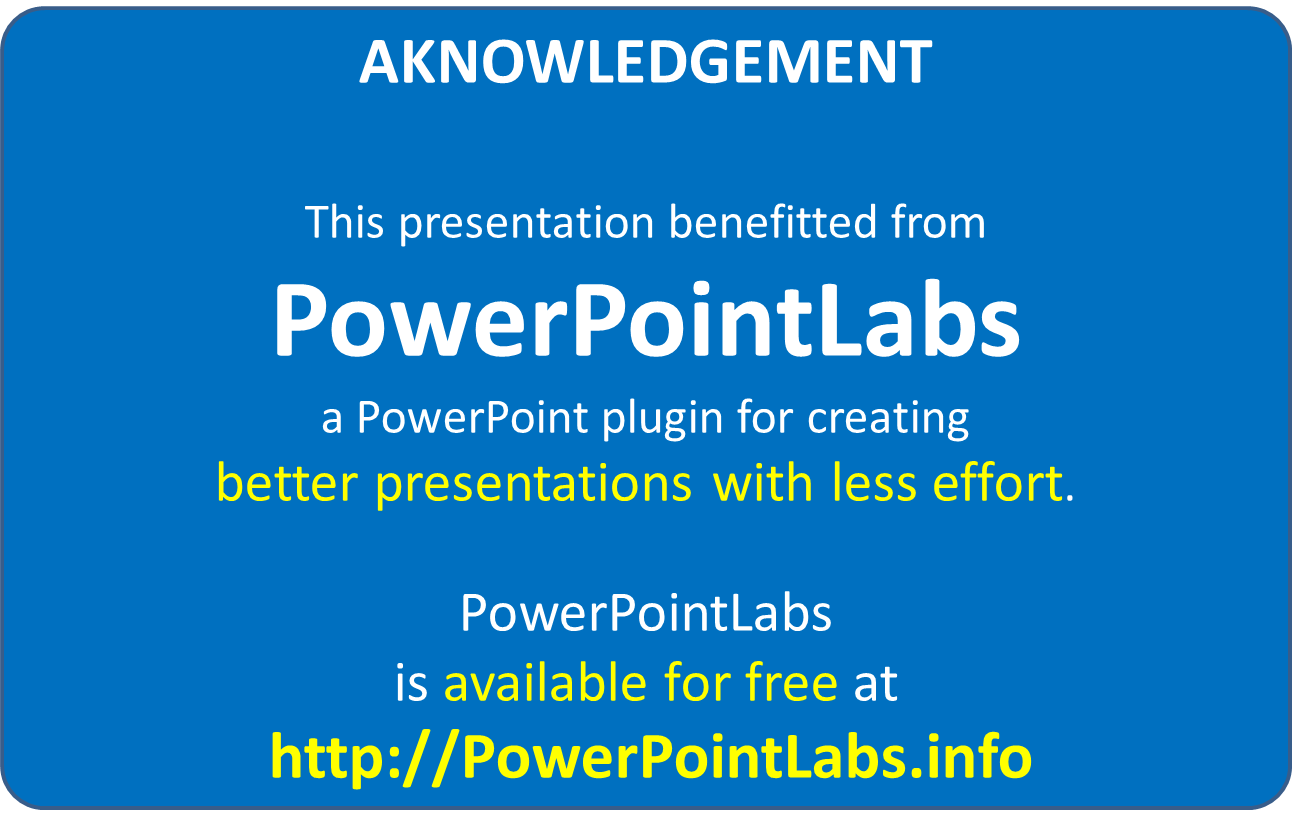 AKNOWLEDGEMENT
This presentation benefitted from
PowerPointLabs
a PowerPoint plugin for creating
better presentations with less effort.
PowerPointLabs
is available for free at
http://PowerPointLabs.info